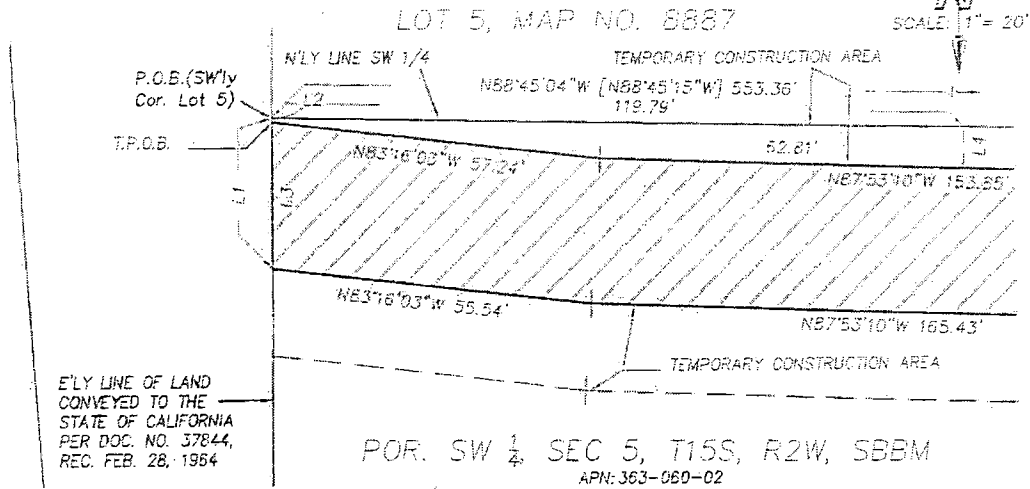 LOT 5, MAP NO. 8887
SCALE: 1"= 20'
N'LY LINE SW 1/4
TEMPORARY CONSTRUCTION AREA
P.O.B.(SW'ly
Cor. Lot 5)
L2
N88°45'04"W [N88°45'15"W] 553.36'
119.79'
T.P.O.B.
N83°16'03"W 57.24'
62.81'
L4
N87°53'10"W 153.85'
L1
L3
N83°16'03"W 55.54'
N87°53'10"W 165.43'
TEMPORARY CONSTRUCTION AREA
E'LY LINE OF LAND
CONVEYED TO THE
STATE OF CALIFORNIA
PER DOC. NO. 37844,
REC. FEB. 28, 1964
POR. SW 1/4, SEC 5, T15S, R2W, SBBM
APN: 363-060-02